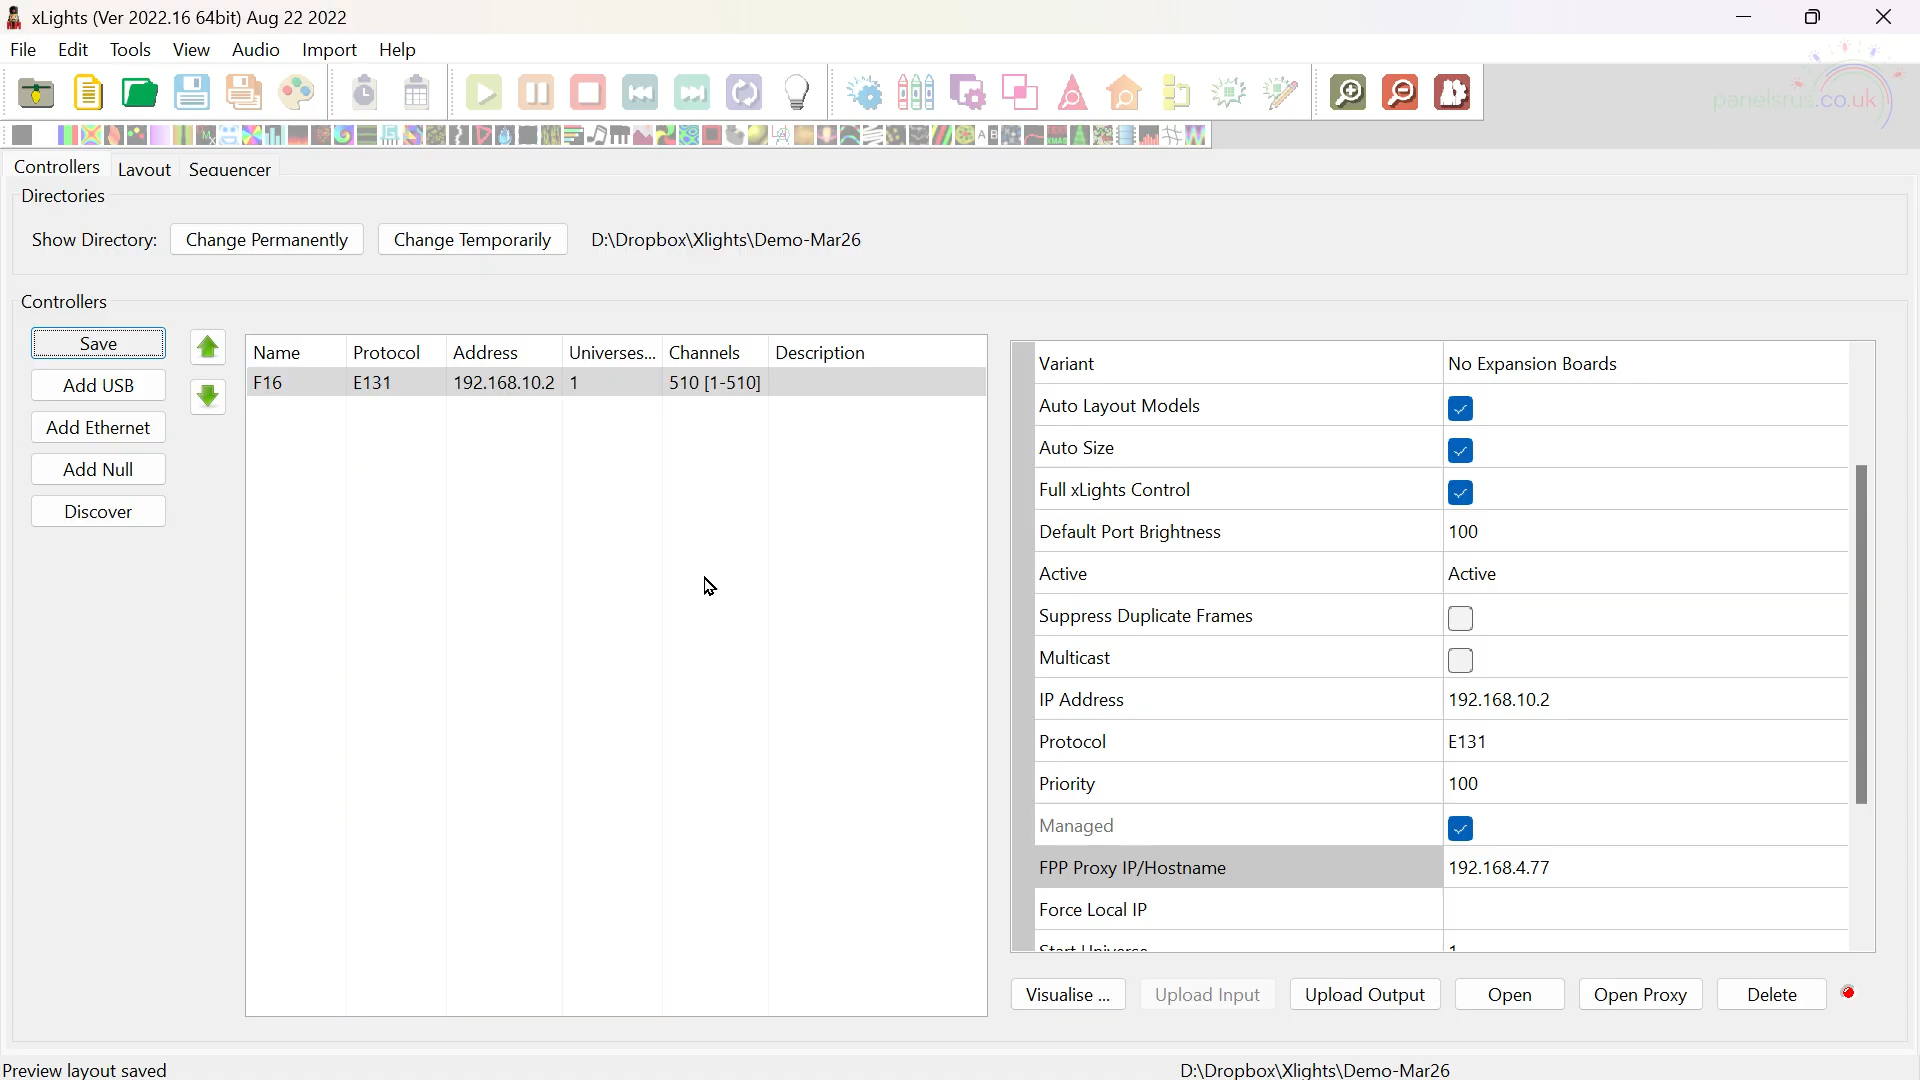 xLights (Ver 2022.16 64bit) Aug 22 2022
File Edit Tools View Audio Import Help
panelsrus.co.uk
Controllers Layout Sequencer
Directories
Show Directory: Change Permanently Change Temporarily D:\Dropbox\Xlights\Demo-Mar26
Controllers
Save
Add USB
Add Ethernet
Add Null
Discover
Name Protocol Address Universes... Channels Description
F16 E131 192.168.10.2 1 510 [1-510]
Variant No Expansion Boards
Auto Layout Models
Auto Size
Full xLights Control
Default Port Brightness 100
Active Active
Suppress Duplicate Frames
Multicast
IP Address 192.168.10.2
Protocol E131
Priority 100
Managed
FPP Proxy IP/Hostname 192.168.4.77
Force Local IP
Start Universe 1
Visualise ... Upload Input Upload Output Open Open Proxy Delete
Preview layout saved D:\Dropbox\Xlights\Demo-Mar26